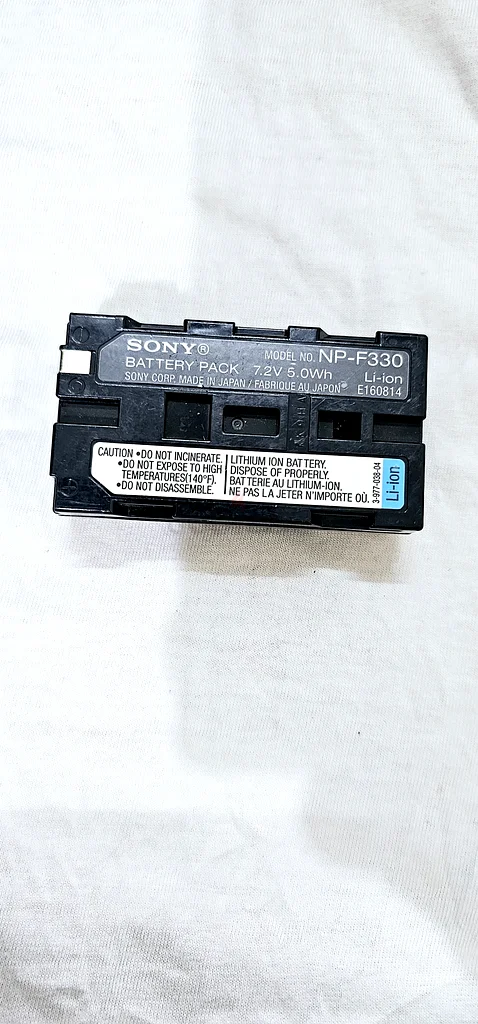 SONY® MODEL NO. NP-F330
BATTERY PACK 7.2V 5.0Wh Li-ion
SONY CORP. MADE IN JAPAN / FABRIQUÉ AU JAPON E160814
CAUTION •DO NOT INCINERATE.
•DO NOT EXPOSE TO HIGH
TEMPERATURES(140°F).
•DO NOT DISASSEMBLE.
LITHIUM ION BATTERY.
DISPOSE OF PROPERLY.
BATTERIE AU LITHIUM-ION.
NE PAS LA JETER N'IMPORTE OÙ.
3-977-038-04
Li-ion